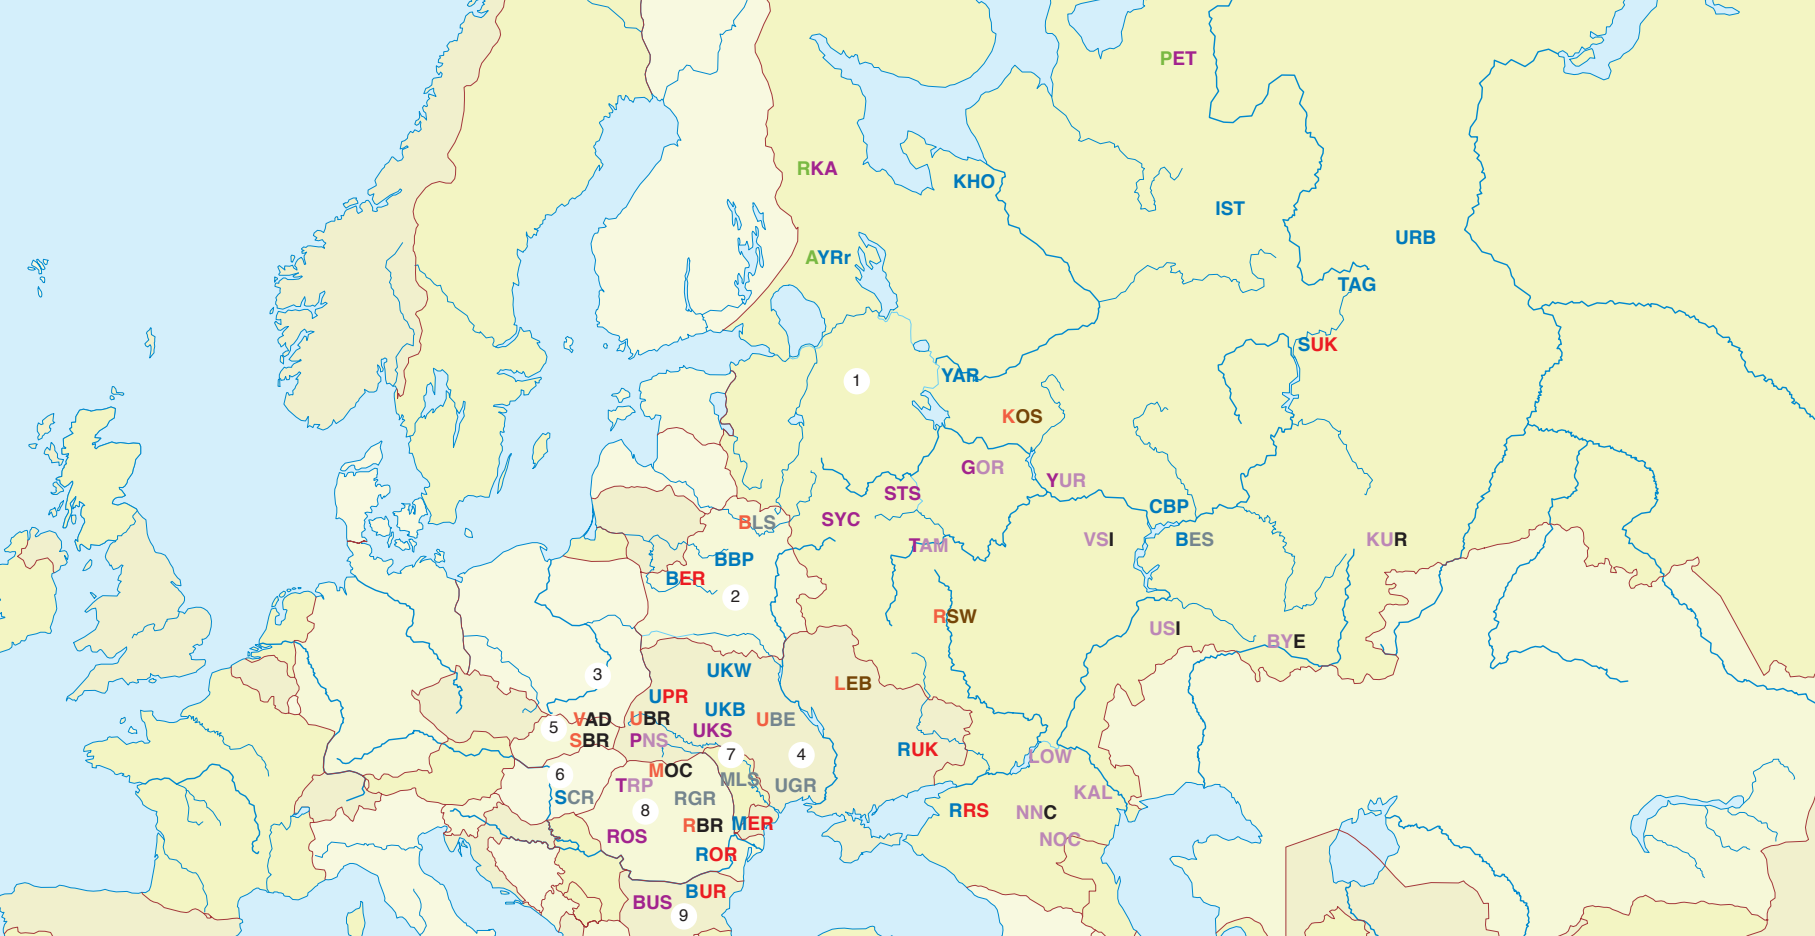 PET
RKA
KHO
IST
URB
AYRr
TAG
SUK
YAR
1
KOS
GOR
YUR
STS
CBP
SYC
BLS
TAM
VSI
BES
KUR
BBP
BER
2
RSW
USI
BYE
UKW
3
LEB
UPR
UKB
VAD
UBR
UBE
5
UKS
SBR
PNS
RUK
7
4
LOW
6
MOC
MLS
TRP
UGR
KAL
SCR
RGR
8
RRS
NNC
RBR
MER
ROS
NOC
ROR
BUR
BUS
9